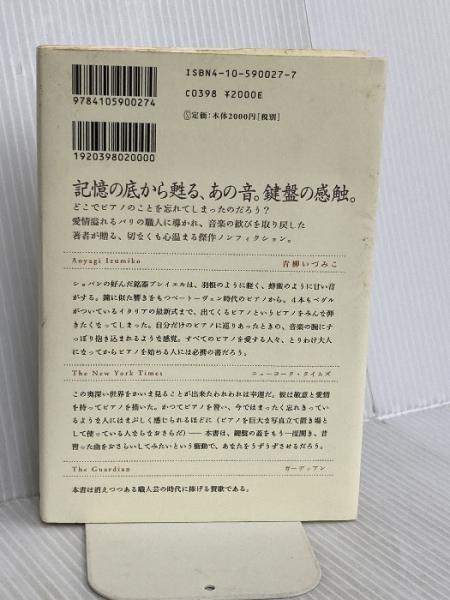 ISBN4-10-590027-7
C0398 ¥2000E
9784105900274
Ⓢ定価:本体2000円[税別]
1920398020000
記憶の底から甦る、あの音。鍵盤の感触。
どこでピアノのことを忘れてしまったのだろう?
愛情溢れるパリの職人に導かれ、音楽の歓びを取り戻した
著者が贈る、切なくも心温まる傑作ノンフィクション。
Aoyagi Izumiko 青柳いづみこ
ショパンの好んだ銘器プレイエルは、羽根のように軽く、蜂蜜のように甘い音
がする。鐘に似た響きをもつベートーヴェン時代のピアノから、4本もペダル
がついているイタリアの最新式まで、出てくるピアノというピアノをみんな弾
きたくなってしまった。自分だけのピアノに巡りあったときの、音楽の腕にす
っぽり抱き込まれるような感覚。すべてのピアノを愛する人々、とりわけ大人
になってからピアノを始める人には必携の書だろう。
The New York Times ニューヨーク・タイムズ
この奥深い世界をかいま見ることが出来たわれわれは幸運だ。彼は敬意と愛情
を持ってピアノを描いた。かつてピアノを習い、今ではまったく忘れきってい
るような人にはまぶしく感じられるほどに(ピアノを巨大な写真立て置き場と
して使っている人ならなおさらだ)── 本書は、鍵盤の蓋をもう一度開き、昔
習った曲をおさらいしてみたいという衝動で、あなたをうずうずさせるだろう。
The Guardian ガーディアン
本書は消えつつある職人芸の時代に捧げる賛歌である。